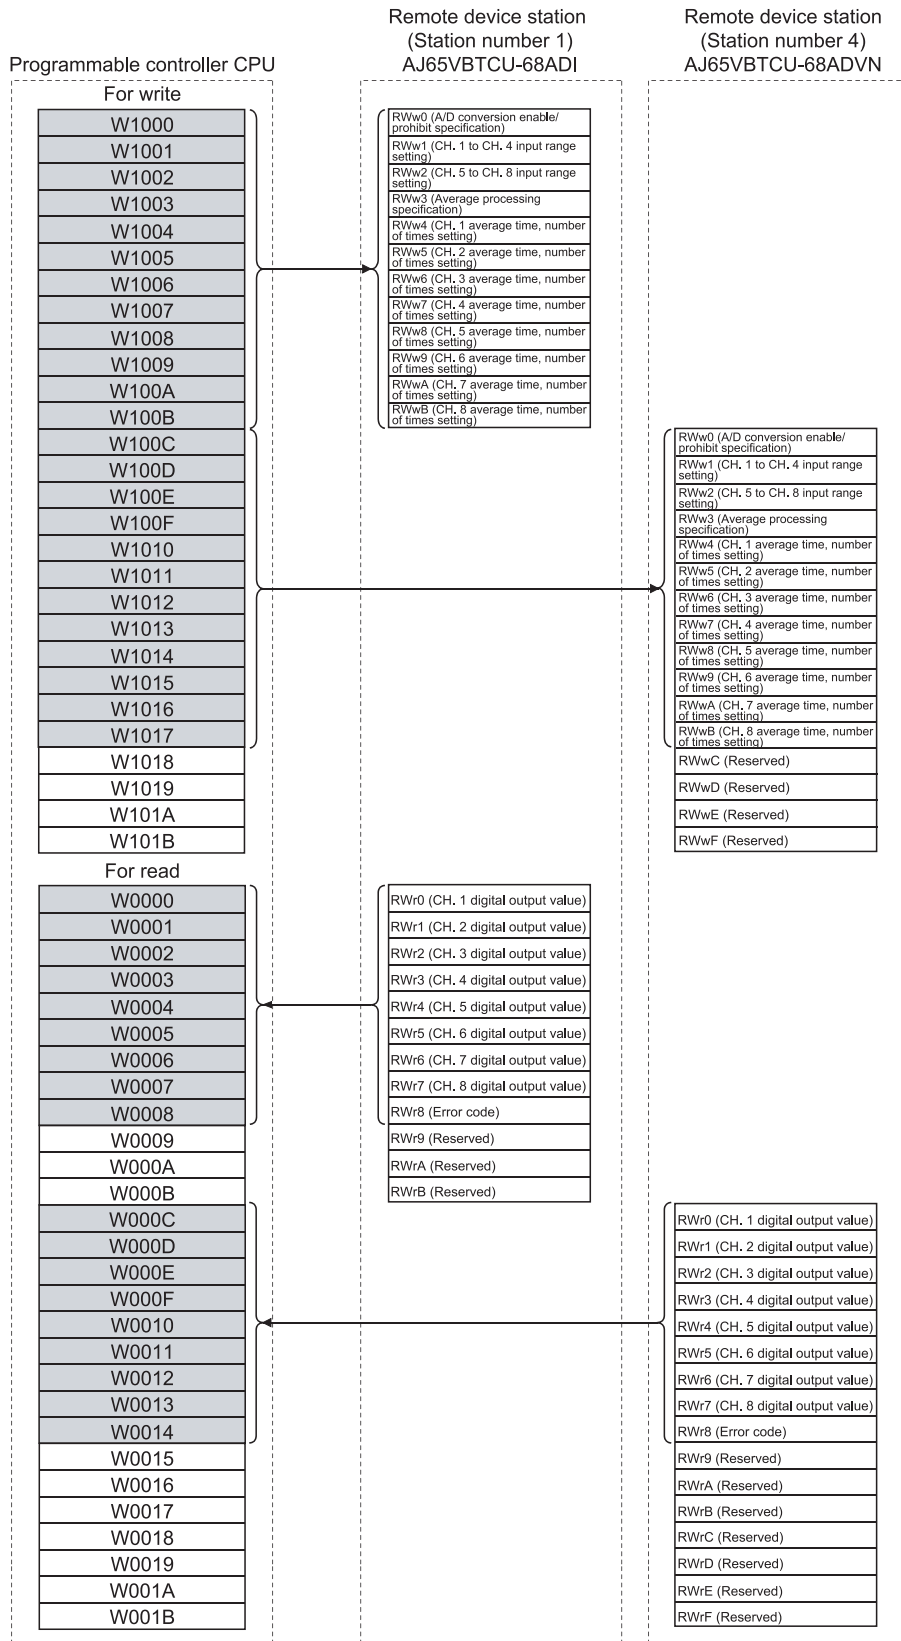 Programmable controller CPU
Remote device station
(Station number 1)
AJ65VBTCU-68ADI
Remote device station
(Station number 4)
AJ65VBTCU-68ADVN
For write
W1000
W1001
W1002
W1003
W1004
W1005
W1006
W1007
W1008
W1009
W100A
W100B
W100C
W100D
W100E
W100F
W1010
W1011
W1012
W1013
W1014
W1015
W1016
W1017
W1018
W1019
W101A
W101B
RWw0 (A/D conversion enable/
prohibit specification)
RWw1 (CH. 1 to CH. 4 input range
setting)
RWw2 (CH. 5 to CH. 8 input range
setting)
RWw3 (Average processing
specification)
RWw4 (CH. 1 average time, number
of times setting)
RWw5 (CH. 2 average time, number
of times setting)
RWw6 (CH. 3 average time, number
of times setting)
RWw7 (CH. 4 average time, number
of times setting)
RWw8 (CH. 5 average time, number
of times setting)
RWw9 (CH. 6 average time, number
of times setting)
RWwA (CH. 7 average time, number
of times setting)
RWwB (CH. 8 average time, number
of times setting)
RWw0 (A/D conversion enable/
prohibit specification)
RWw1 (CH. 1 to CH. 4 input range
setting)
RWw2 (CH. 5 to CH. 8 input range
setting)
RWw3 (Average processing
specification)
RWw4 (CH. 1 average time, number
of times setting)
RWw5 (CH. 2 average time, number
of times setting)
RWw6 (CH. 3 average time, number
of times setting)
RWw7 (CH. 4 average time, number
of times setting)
RWw8 (CH. 5 average time, number
of times setting)
RWw9 (CH. 6 average time, number
of times setting)
RWwA (CH. 7 average time, number
of times setting)
RWwB (CH. 8 average time, number
of times setting)
RWwC (Reserved)
RWwD (Reserved)
RWwE (Reserved)
RWwF (Reserved)
For read
W0000
W0001
W0002
W0003
W0004
W0005
W0006
W0007
W0008
W0009
W000A
W000B
W000C
W000D
W000E
W000F
W0010
W0011
W0012
W0013
W0014
W0015
W0016
W0017
W0018
W0019
W001A
W001B
RWr0 (CH. 1 digital output value)
RWr1 (CH. 2 digital output value)
RWr2 (CH. 3 digital output value)
RWr3 (CH. 4 digital output value)
RWr4 (CH. 5 digital output value)
RWr5 (CH. 6 digital output value)
RWr6 (CH. 7 digital output value)
RWr7 (CH. 8 digital output value)
RWr8 (Error code)
RWr9 (Reserved)
RWrA (Reserved)
RWrB (Reserved)
RWr0 (CH. 1 digital output value)
RWr1 (CH. 2 digital output value)
RWr2 (CH. 3 digital output value)
RWr3 (CH. 4 digital output value)
RWr4 (CH. 5 digital output value)
RWr5 (CH. 6 digital output value)
RWr6 (CH. 7 digital output value)
RWr7 (CH. 8 digital output value)
RWr8 (Error code)
RWr9 (Reserved)
RWrA (Reserved)
RWrB (Reserved)
RWrC (Reserved)
RWrD (Reserved)
RWrE (Reserved)
RWrF (Reserved)